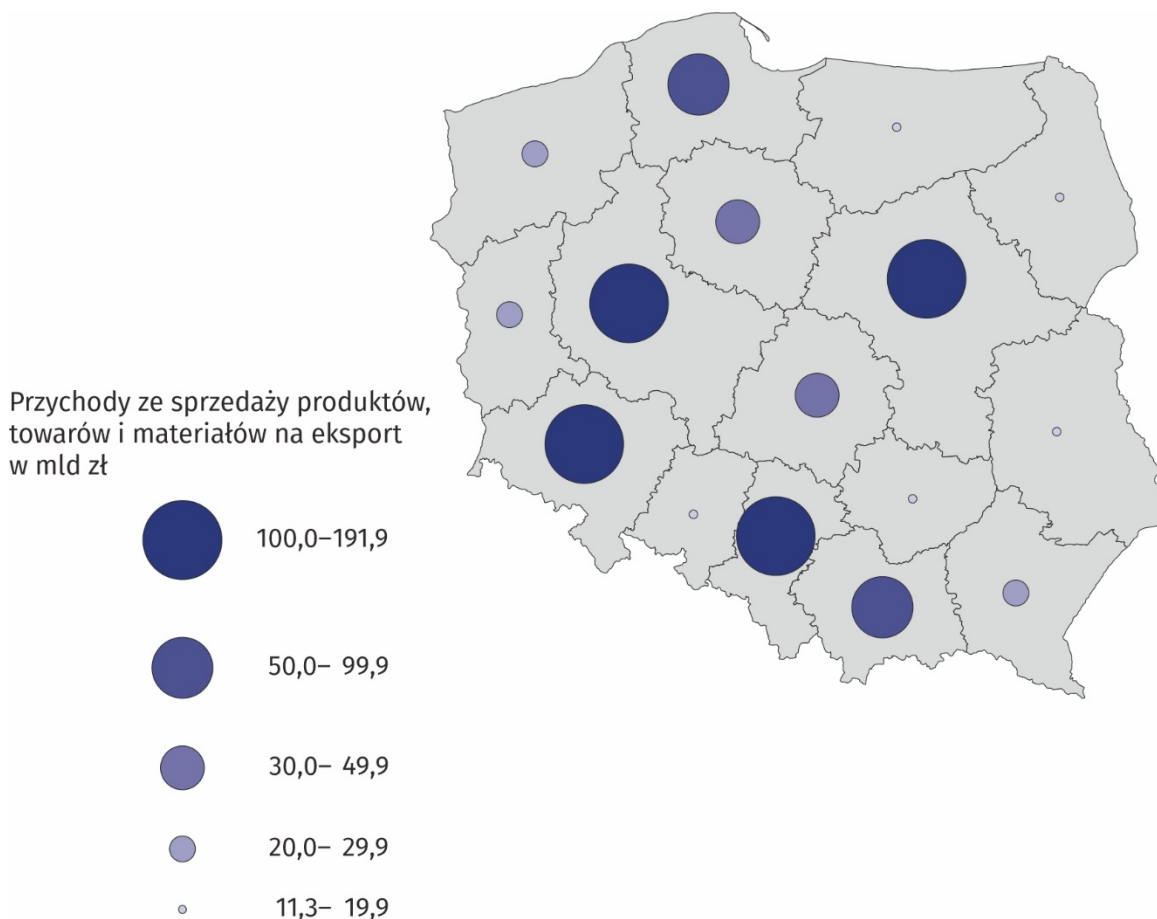 Przychody ze sprzedaży produktów,
towarów i materiałów na eksport
w mld zł
100,0–191,9
50,0– 99,9
30,0– 49,9
20,0– 29,9
11,3– 19,9